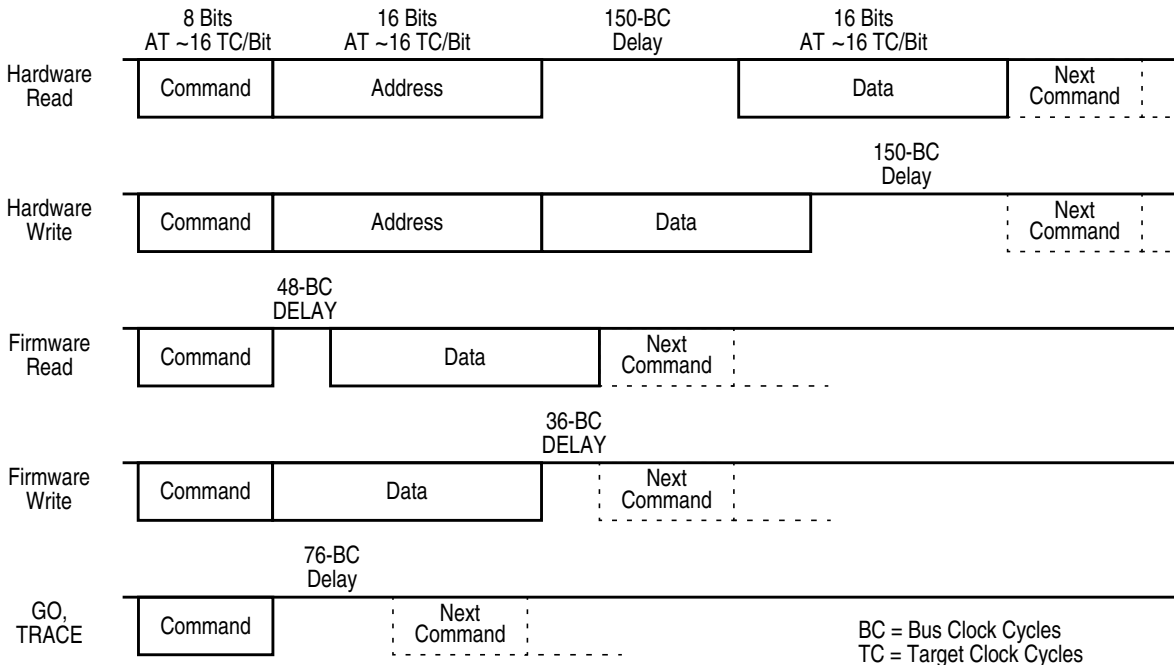 8 Bits
AT ~16 TC/Bit
16 Bits
AT ~16 TC/Bit
150-BC
Delay
16 Bits
AT ~16 TC/Bit
Hardware
Read
Command
Address
Data
Next
Command
150-BC
Delay
Hardware
Write
Command
Address
Data
Next
Command
48-BC
DELAY
Firmware
Read
Command
Data
Next
Command
36-BC
DELAY
Firmware
Write
Command
Data
Next
Command
76-BC
Delay
GO,
TRACE
Command
Next
Command
BC = Bus Clock Cycles
TC = Target Clock Cycles